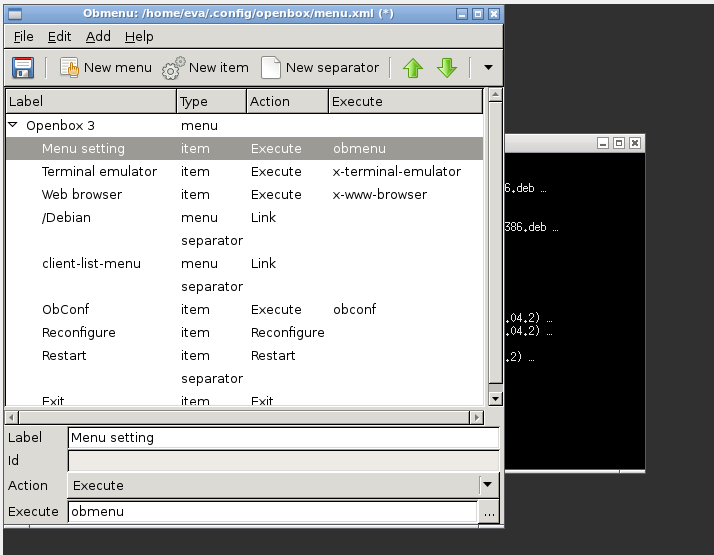 Obmenu: /home/eva/.config/openbox/menu.xml (*)
File Edit Add Help
New menu New item New separator
Label Type Action Execute
Openbox 3 menu
Menu setting item Execute obmenu
Terminal emulator item Execute x-terminal-emulator
Web browser item Execute x-www-browser
/Debian menu Link
separator
client-list-menu menu Link
separator
ObConf item Execute obconf
Reconfigure item Reconfigure
Restart item Restart
separator
Exit item Exit
Label Menu setting
Id
Action Execute
Execute obmenu ...
6.deb …
386.deb …
.04.2) …
.04.2) …
.2) …